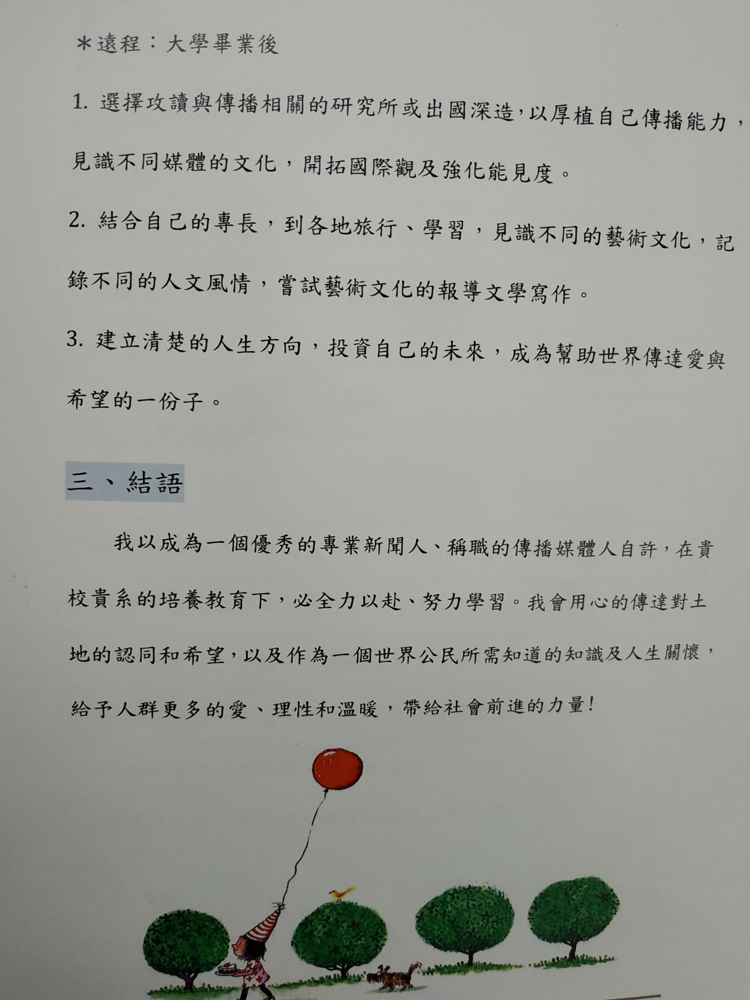 ＊遠程：大學畢業後
1. 選擇攻讀與傳播相關的研究所或出國深造，以厚植自己傳播能力，
見識不同媒體的文化，開拓國際觀及強化能見度。
2. 結合自己的專長，到各地旅行、學習，見識不同的藝術文化，記
錄不同的人文風情，嘗試藝術文化的報導文學寫作。
3. 建立清楚的人生方向，投資自己的未來，成為幫助世界傳達愛與
希望的一份子。
三、結語
我以成為一個優秀的專業新聞人、稱職的傳播媒體人自許，在貴
校貴系的培養教育下，必全力以赴、努力學習。我會用心的傳達對土
地的認同和希望，以及作為一個世界公民所需知道的知識及人生關懷，
給予人群更多的愛、理性和溫暖，帶給社會前進的力量！